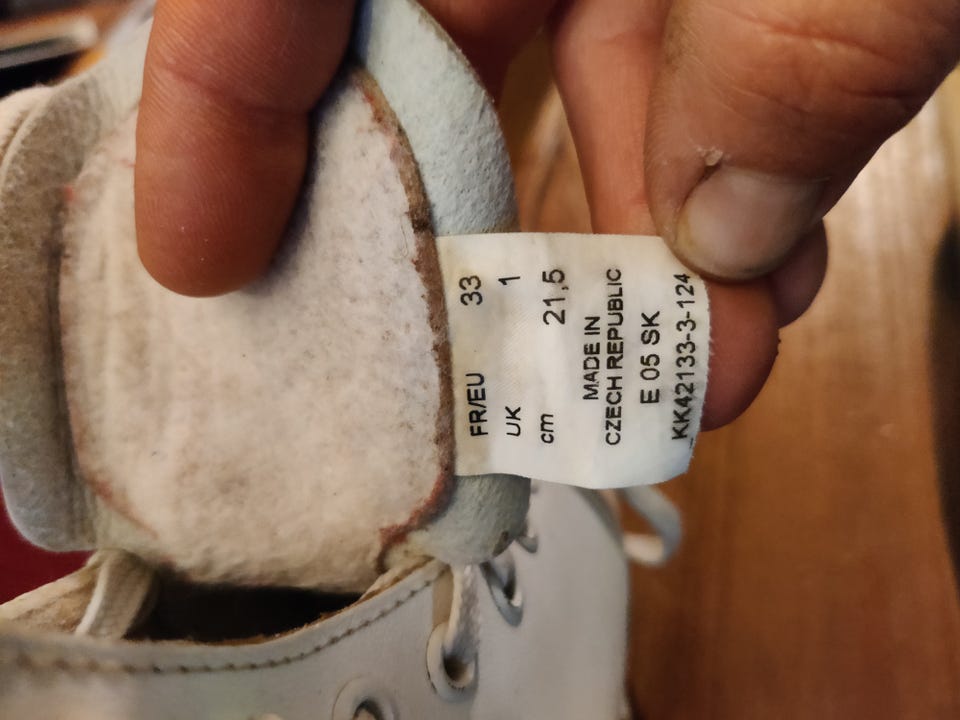 FR/EU 33
UK 1
cm 21,5
MADE IN
CZECH REPUBLIC
E 05 SK
KK42133-3-124